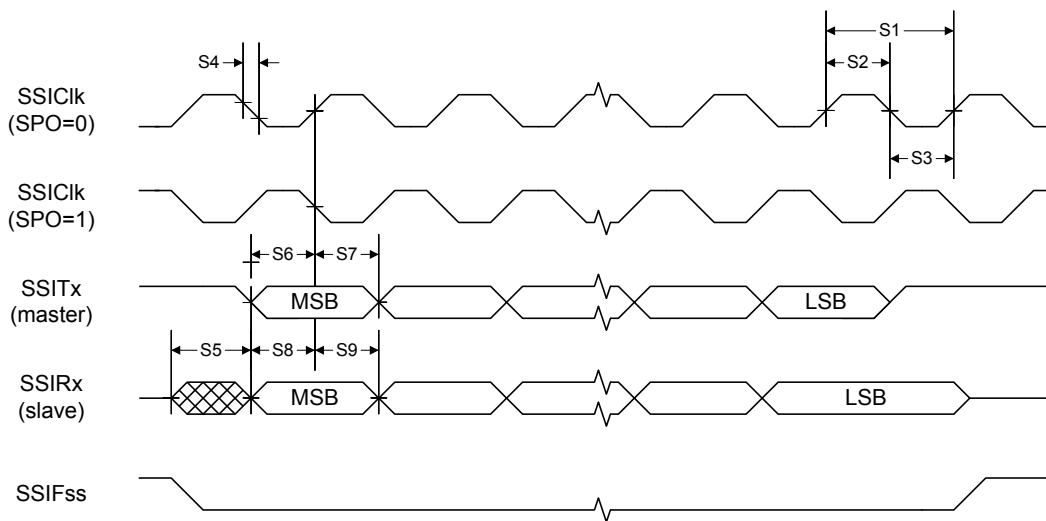 S1
S4
S2
SSIClk
(SPO=0)
S3
SSIClk
(SPO=1)
S6 S7
SSITx
(master)
MSB LSB
S5 S8 S9
SSIRx
(slave)
MSB LSB
SSIFss